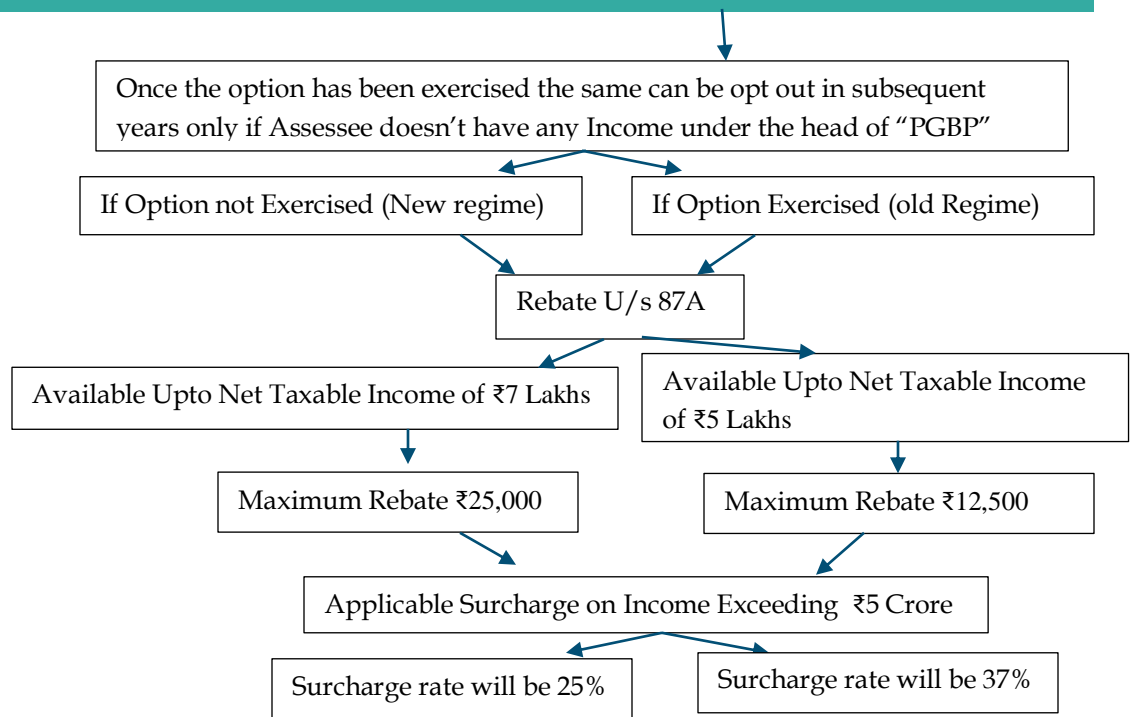 Once the option has been exercised the same can be opt out in subsequent
years only if Assessee doesn’t have any Income under the head of “PGBP”
If Option not Exercised (New regime)
If Option Exercised (old Regime)
Rebate U/s 87A
Available Upto Net Taxable Income of ₹7 Lakhs
Available Upto Net Taxable Income
of ₹5 Lakhs
Maximum Rebate ₹25,000
Maximum Rebate ₹12,500
Applicable Surcharge on Income Exceeding ₹5 Crore
Surcharge rate will be 25%
Surcharge rate will be 37%